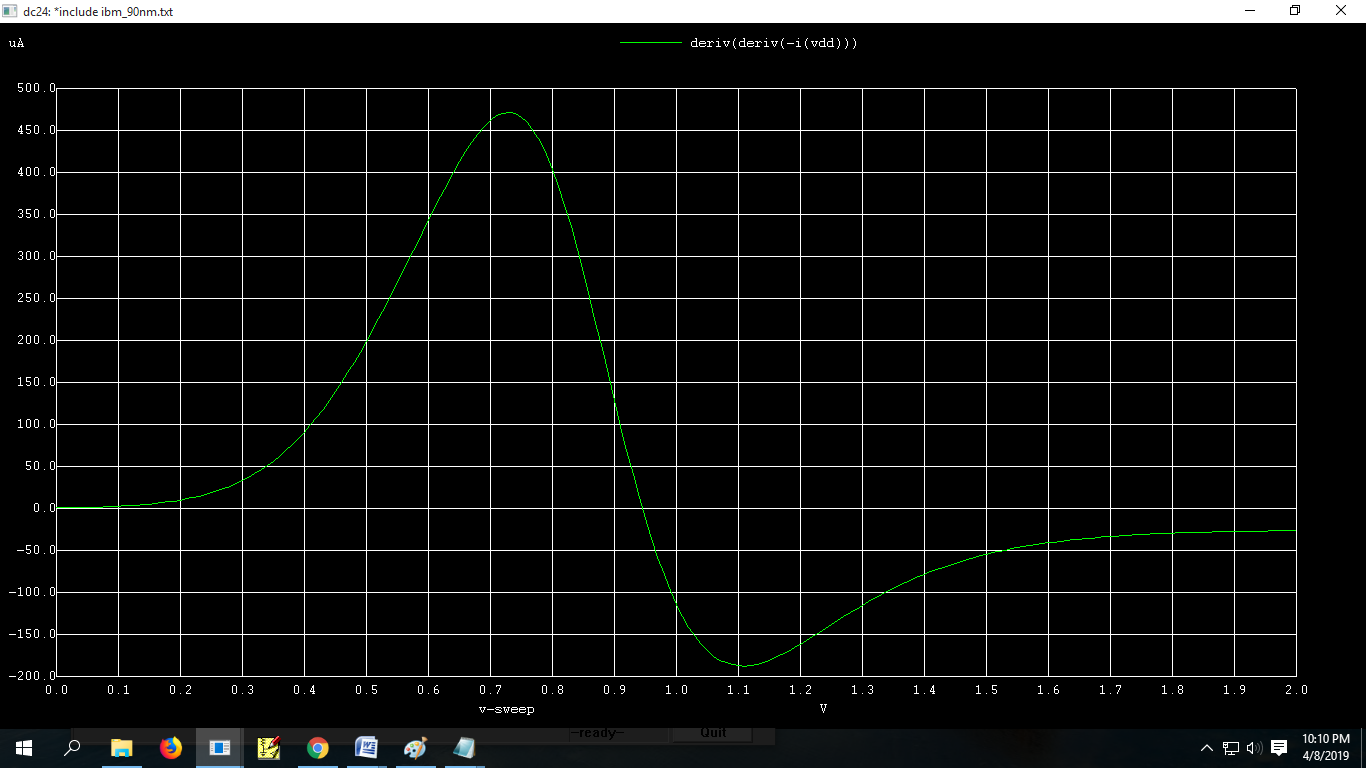 dc24: *include ibm_90nm.txt
uA
deriv(deriv(-i(vdd)))
500.0
450.0
400.0
350.0
300.0
250.0
200.0
150.0
100.0
50.0
0.0
-50.0
-100.0
-150.0
-200.0
0.0 0.1 0.2 0.3 0.4 0.5 0.6 0.7 0.8 0.9 1.0 1.1 1.2 1.3 1.4 1.5 1.6 1.7 1.8 1.9 2.0
v-sweep V
--ready-- Quit
10:10 PM
4/8/2019